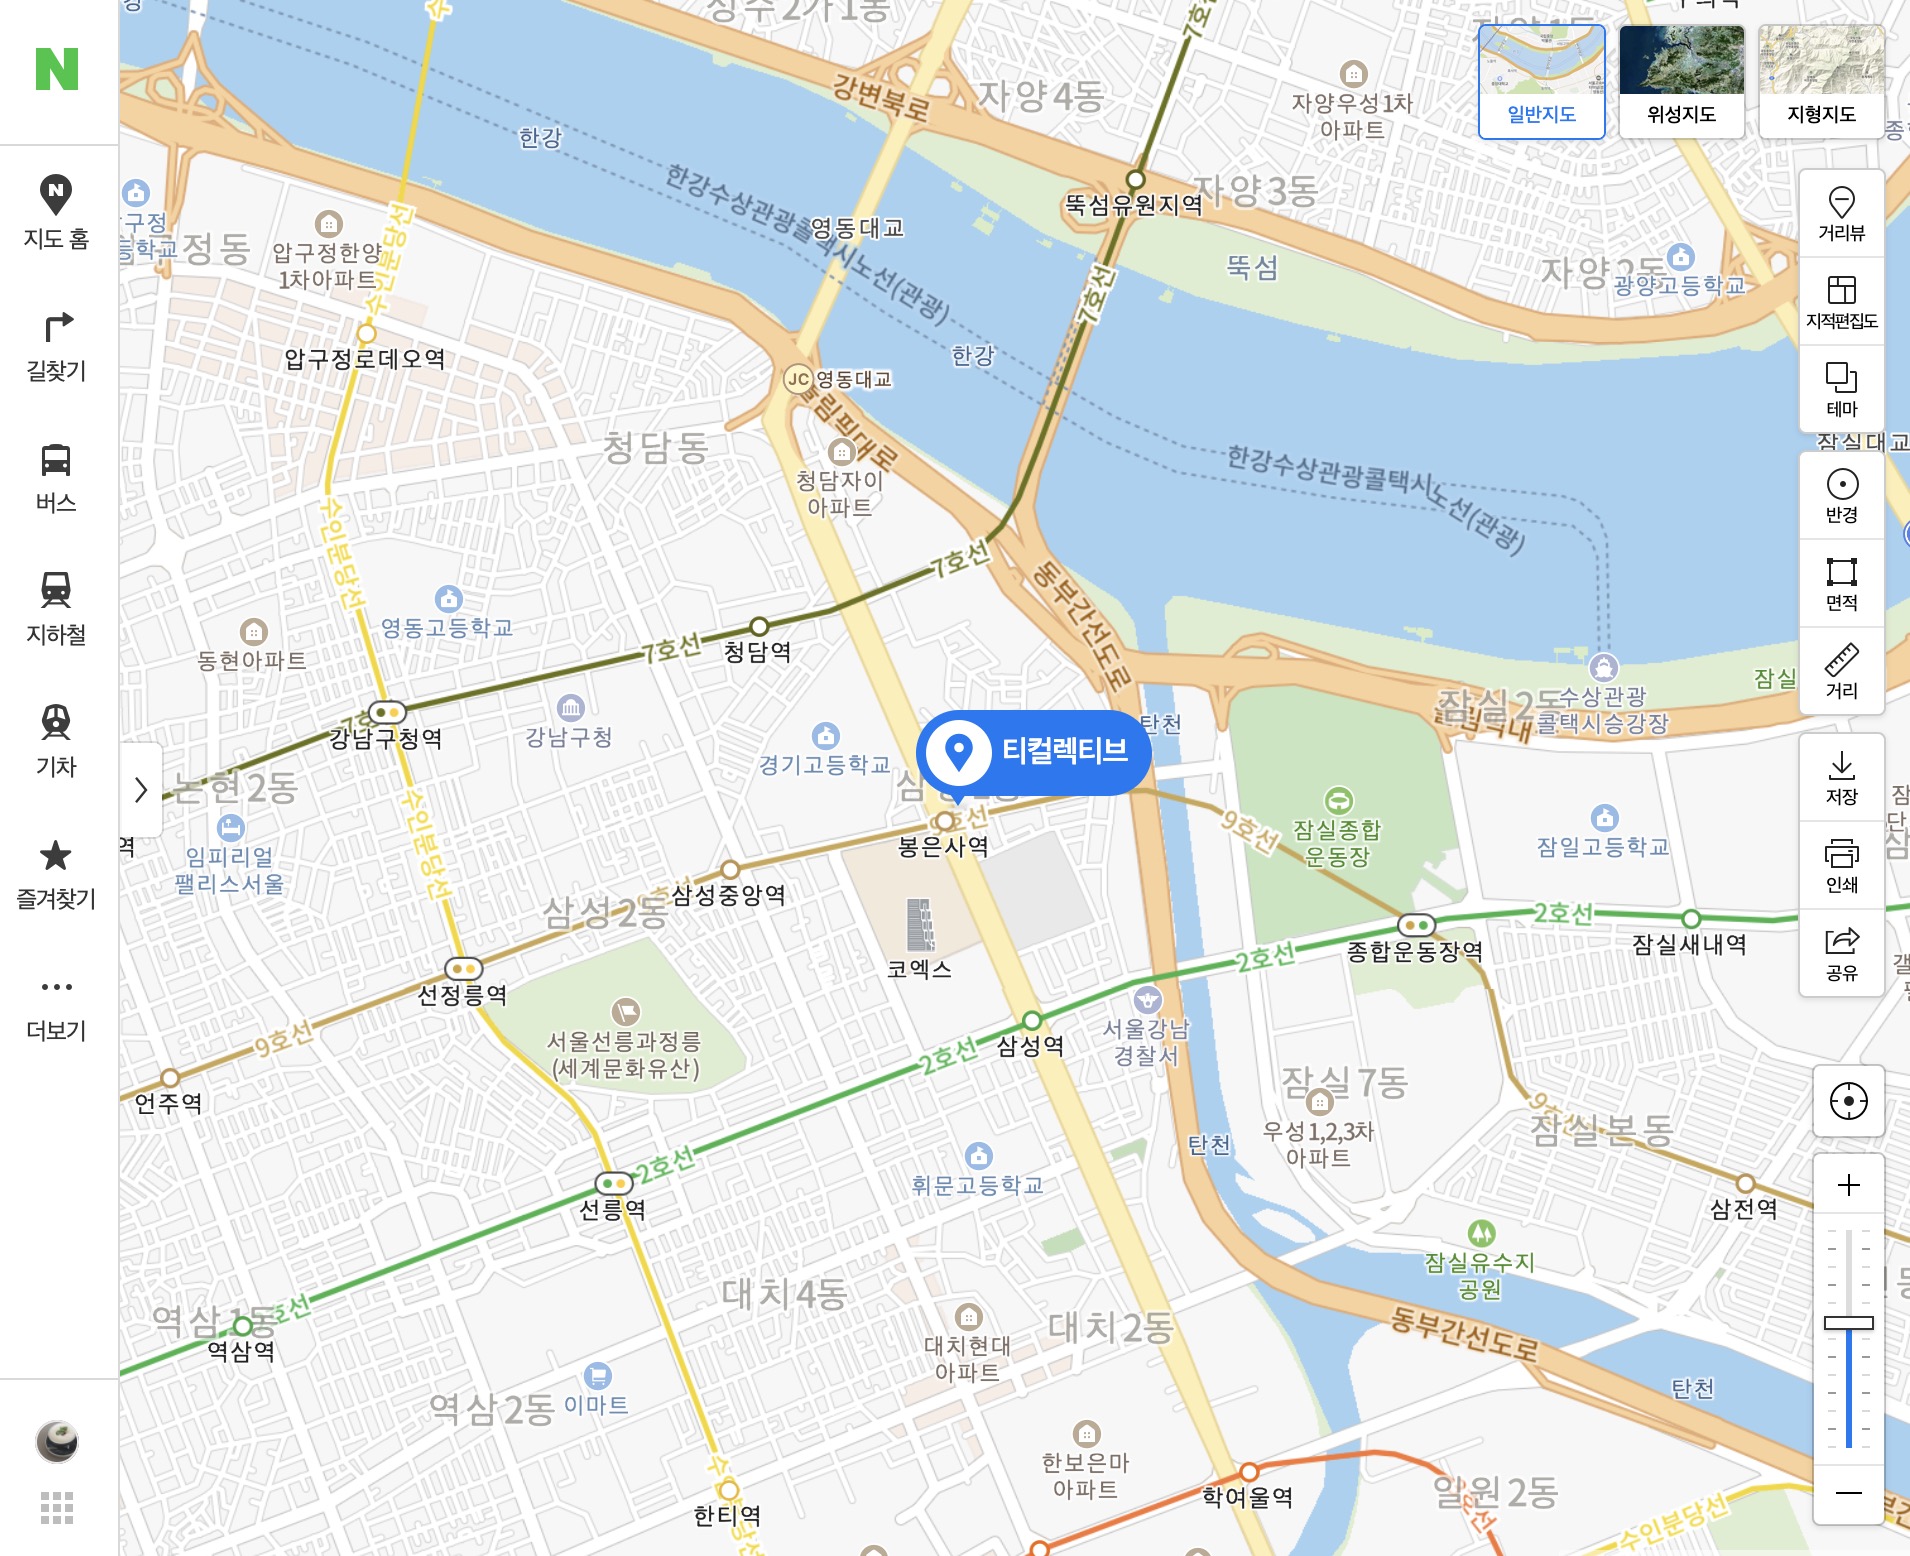 N
지도 홈
길찾기
버스
지하철
기차
즐겨찾기
더보기
일반지도
위성지도
지형지도
거리뷰
지적편집도
테마
반경
면적
거리
저장
인쇄
공유
강변북로
자양4동
자양우성1차
아파트
7호선
한강
한강수상관광콜택시노선(관광)
영동대교
뚝섬유원지역
자양3동
뚝섬
자양2동
광양고등학교
압구정한양
1차아파트
수인분당선
압구정로데오역
JC 영동대교
한강
7호선
청담동
청담자이
아파트
잠실대교
한강수상관광콜택시노선(관광)
수인분당선
7호선
동부간선도로
영동고등학교
동현아파트
7호선
청담역
강남구청
강남구청역
경기고등학교
티컬렉티브
탄천
잠실2동
수상관광
콜택시승강장
논현2동
임피리얼
팰리스서울
수인분당선
봉은사역
9호선
잠실종합
운동장
잠일고등학교
삼성2동
삼성중앙역
코엑스
2호선
종합운동장역
2호선
잠실새내역
선정릉역
9호선
서울선릉과정릉
(세계문화유산)
2호선
삼성역
서울강남
경찰서
언주역
잠실7동
우성1,2,3차
아파트
잠실본동
탄천
2호선
선릉역
휘문고등학교
삼전역
잠실유수지
공원
역삼1동
역삼역
대치4동
대치2동
대치현대
아파트
동부간선도로
탄천
역삼2동
이마트
한보은마
아파트
한티역
학여울역
일원2동
수인분당선